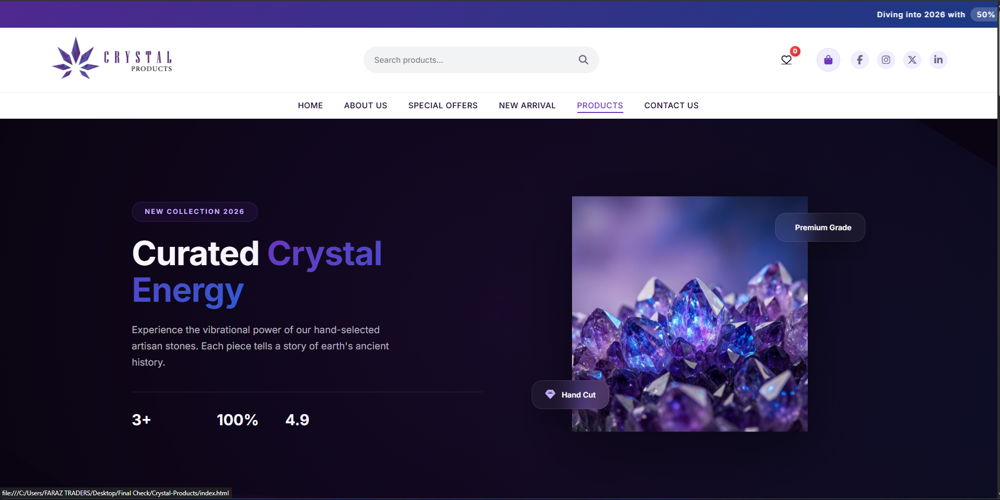 Diving into 2026 with 50%
CRYSTAL
PRODUCTS
Search products...
0
HOME ABOUT US SPECIAL OFFERS NEW ARRIVAL PRODUCTS CONTACT US
NEW COLLECTION 2026
Curated Crystal
Energy
Experience the vibrational power of our hand-selected
artisan stones. Each piece tells a story of earth's ancient
history.
3+ 100% 4.9
Premium Grade
Hand Cut
file:///C:/Users/FARAZ TRADERS/Desktop/Final Check/Crystal-Products/index.html